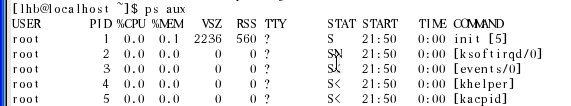 [lhb@localhost ~]$ ps aux
USER PID %CPU %MEM VSZ RSS TTY STAT START TIME COMMAND
root 1 0.0 0.1 2236 560 ? S 21:50 0:00 init [5]
root 2 0.0 0.0 0 0 ? SN 21:50 0:00 [ksoftirqd/0]
root 3 0.0 0.0 0 0 ? S< 21:50 0:00 [events/0]
root 4 0.0 0.0 0 0 ? S< 21:50 0:00 [khelper]
root 5 0.0 0.0 0 0 ? S< 21:50 0:00 [kacpid]